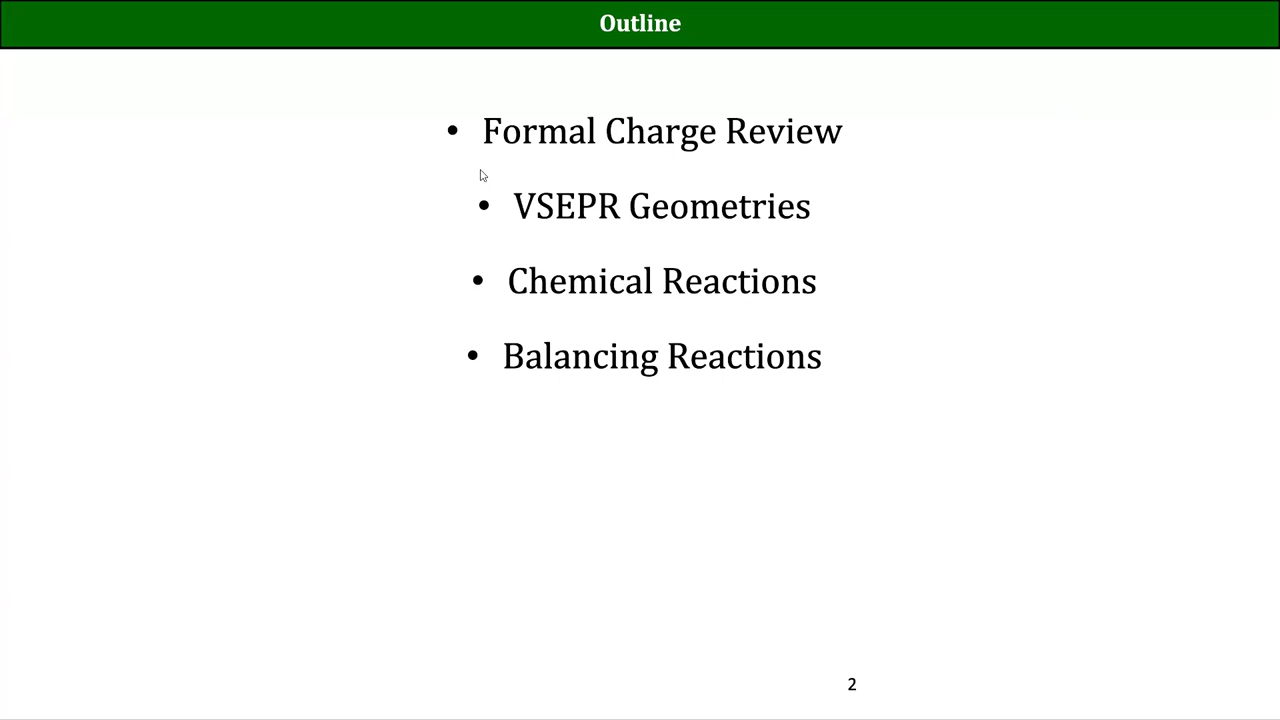 Outline
• Formal Charge Review
• VSEPR Geometries
• Chemical Reactions
• Balancing Reactions
2